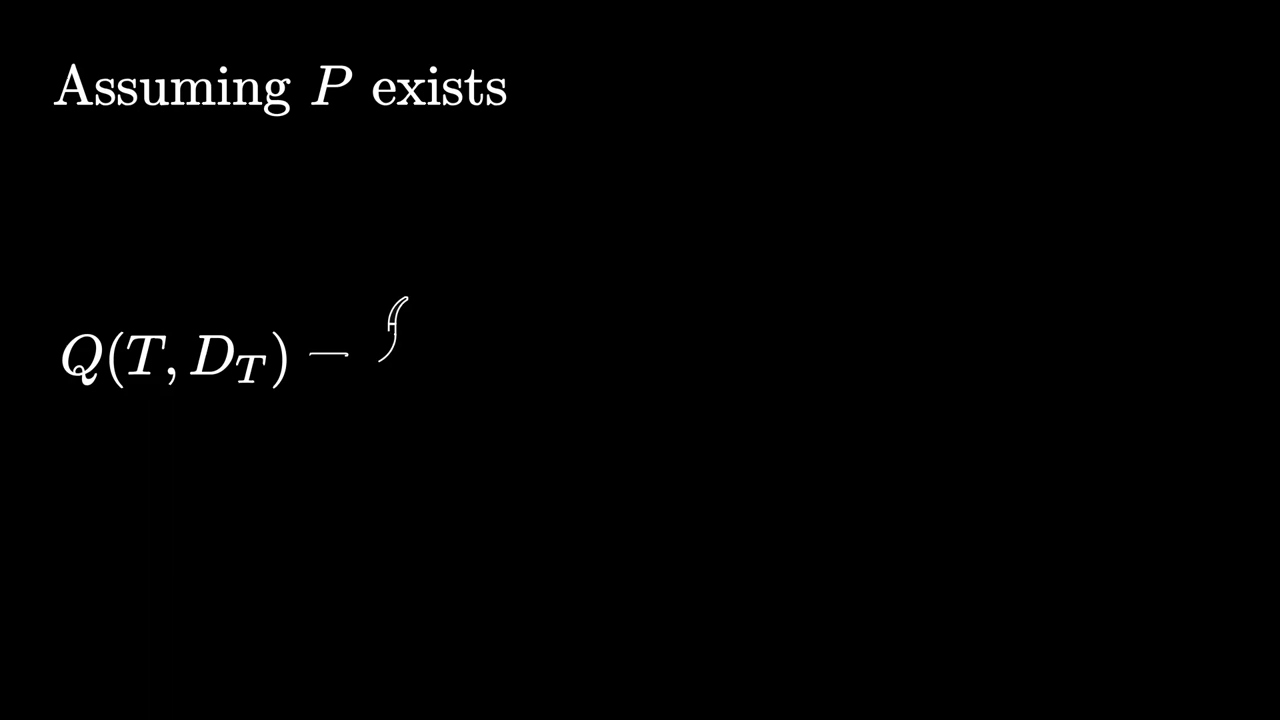 Assuming P exists
Q(T, D_T)